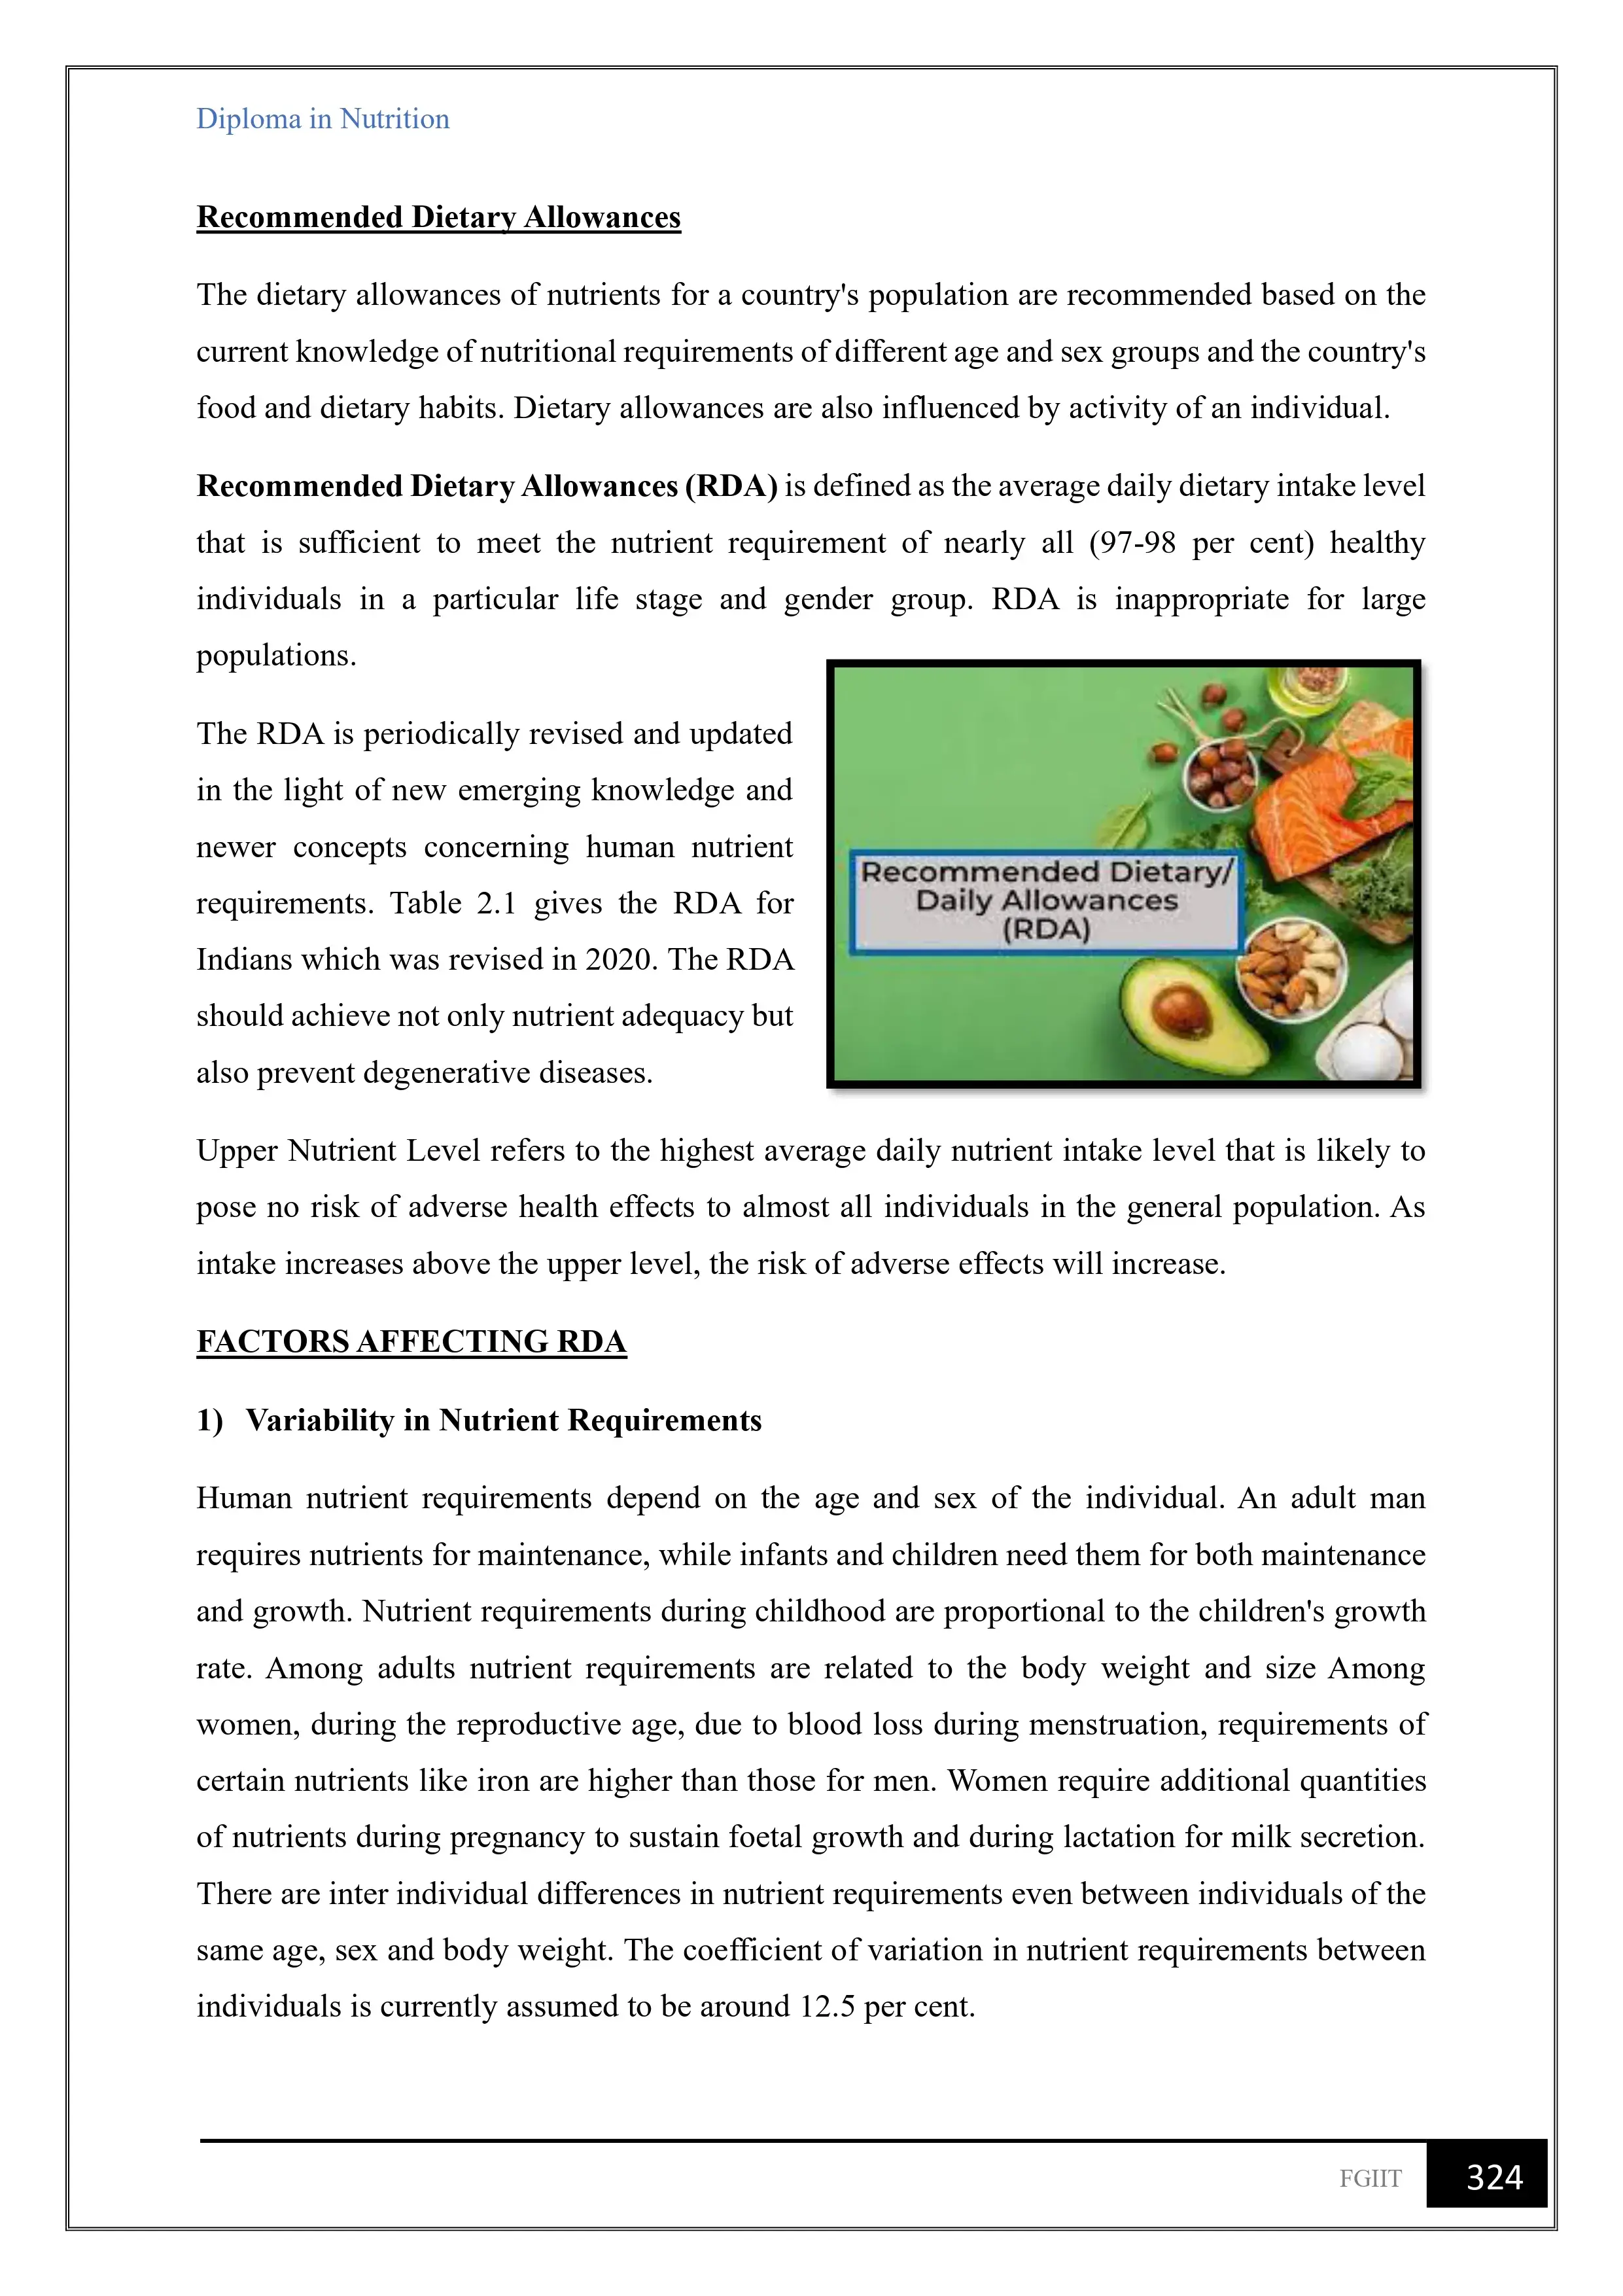 Diploma in Nutrition
Recommended Dietary Allowances
The dietary allowances of nutrients for a country's population are recommended based on the
current knowledge of nutritional requirements of different age and sex groups and the country's
food and dietary habits. Dietary allowances are also influenced by activity of an individual.
Recommended Dietary Allowances (RDA) is defined as the average daily dietary intake level
that is sufficient to meet the nutrient requirement of nearly all (97-98 per cent) healthy
individuals in a particular life stage and gender group. RDA is inappropriate for large
populations.
The RDA is periodically revised and updated
in the light of new emerging knowledge and
newer concepts concerning human nutrient
requirements. Table 2.1 gives the RDA for
Indians which was revised in 2020. The RDA
should achieve not only nutrient adequacy but
also prevent degenerative diseases.
Recommended Dietary/
Daily Allowances
(RDA)
Upper Nutrient Level refers to the highest average daily nutrient intake level that is likely to
pose no risk of adverse health effects to almost all individuals in the general population. As
intake increases above the upper level, the risk of adverse effects will increase.
FACTORS AFFECTING RDA
1) Variability in Nutrient Requirements
Human nutrient requirements depend on the age and sex of the individual. An adult man
requires nutrients for maintenance, while infants and children need them for both maintenance
and growth. Nutrient requirements during childhood are proportional to the children's growth
rate. Among adults nutrient requirements are related to the body weight and size Among
women, during the reproductive age, due to blood loss during menstruation, requirements of
certain nutrients like iron are higher than those for men. Women require additional quantities
of nutrients during pregnancy to sustain foetal growth and during lactation for milk secretion.
There are inter individual differences in nutrient requirements even between individuals of the
same age, sex and body weight. The coefficient of variation in nutrient requirements between
individuals is currently assumed to be around 12.5 per cent.
FGIIT 324